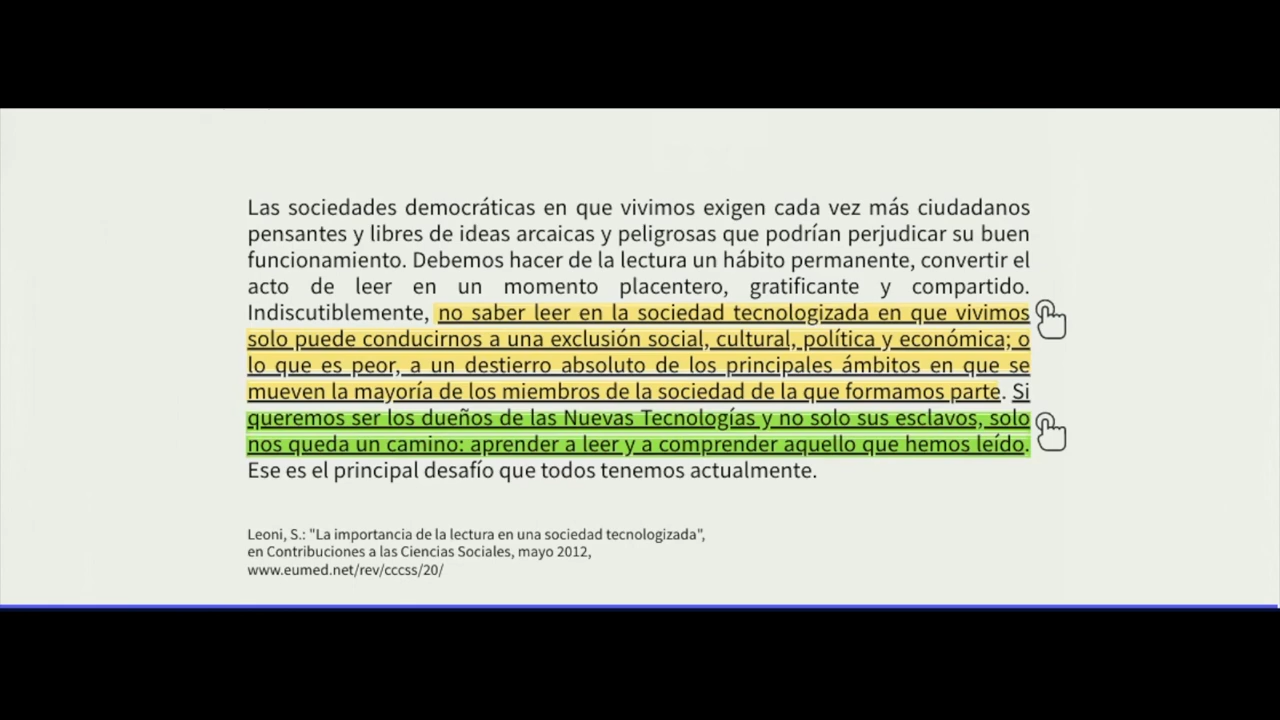 Las sociedades democráticas en que vivimos exigen cada vez más ciudadanos
pensantes y libres de ideas arcaicas y peligrosas que podrían perjudicar su buen
funcionamiento. Debemos hacer de la lectura un hábito permanente, convertir el
acto de leer en un momento placentero, gratificante y compartido.
Indiscutiblemente, no saber leer en la sociedad tecnologizada en que vivimos
solo puede conducirnos a una exclusión social, cultural, política y económica; o
lo que es peor, a un destierro absoluto de los principales ámbitos en que se
mueven la mayoría de los miembros de la sociedad de la que formamos parte. Si
queremos ser los dueños de las Nuevas Tecnologías y no solo sus esclavos, solo
nos queda un camino: aprender a leer y a comprender aquello que hemos leído.
Ese es el principal desafío que todos tenemos actualmente.
Leoni, S.: "La importancia de la lectura en una sociedad tecnologizada",
en Contribuciones a las Ciencias Sociales, mayo 2012,
www.eumed.net/rev/cccss/20/